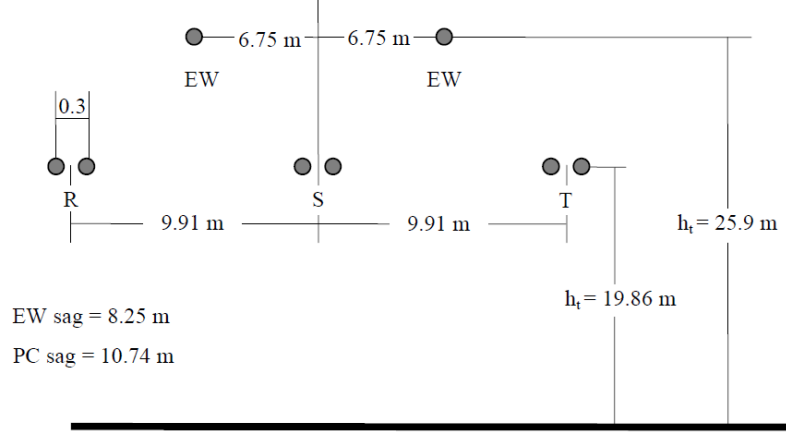 6.75 m 6.75 m
EW EW
0.3
R S T
9.91 m 9.91 m hₜ= 25.9 m
hₜ= 19.86 m
EW sag = 8.25 m
PC sag = 10.74 m